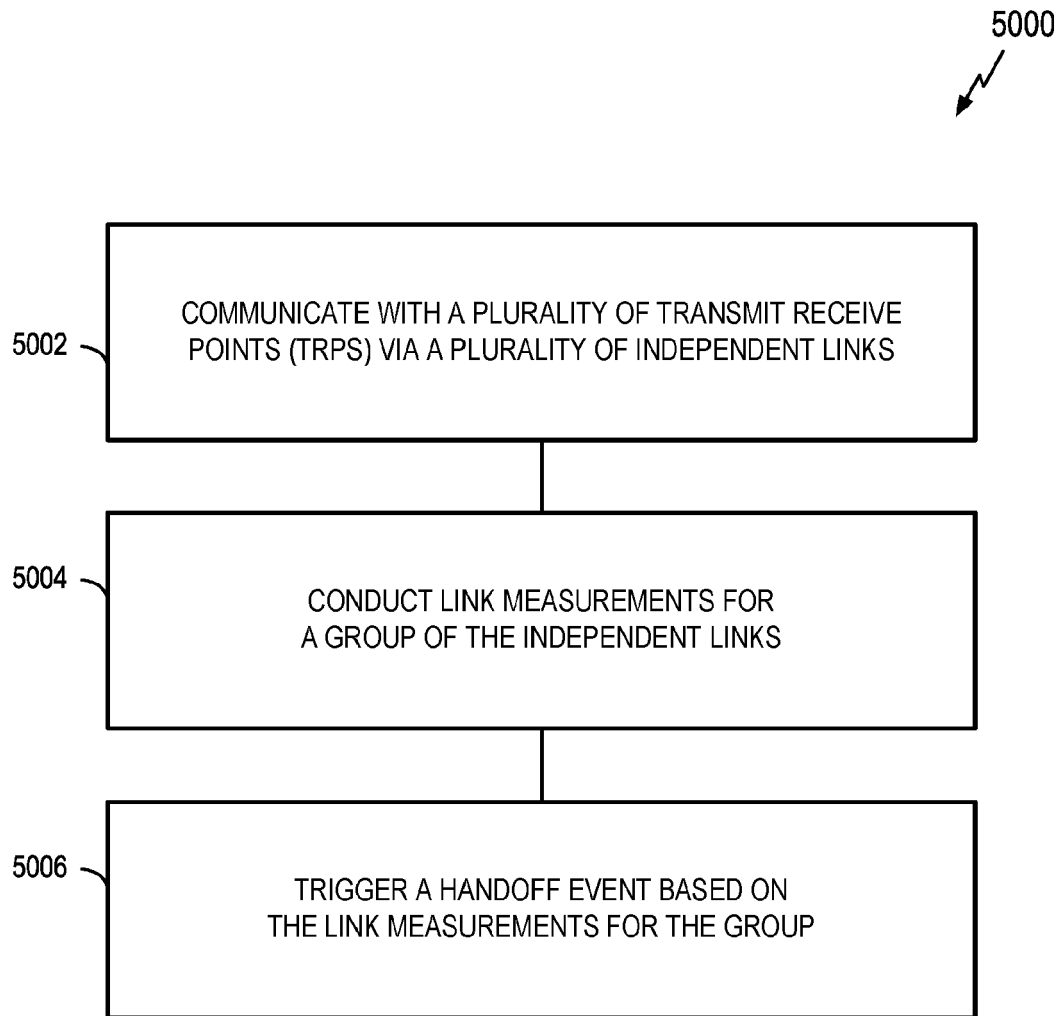 5000
5002
COMMUNICATE WITH A PLURALITY OF TRANSMIT RECEIVE
POINTS (TRPS) VIA A PLURALITY OF INDEPENDENT LINKS
5004
CONDUCT LINK MEASUREMENTS FOR
A GROUP OF THE INDEPENDENT LINKS
5006
TRIGGER A HANDOFF EVENT BASED ON
THE LINK MEASUREMENTS FOR THE GROUP